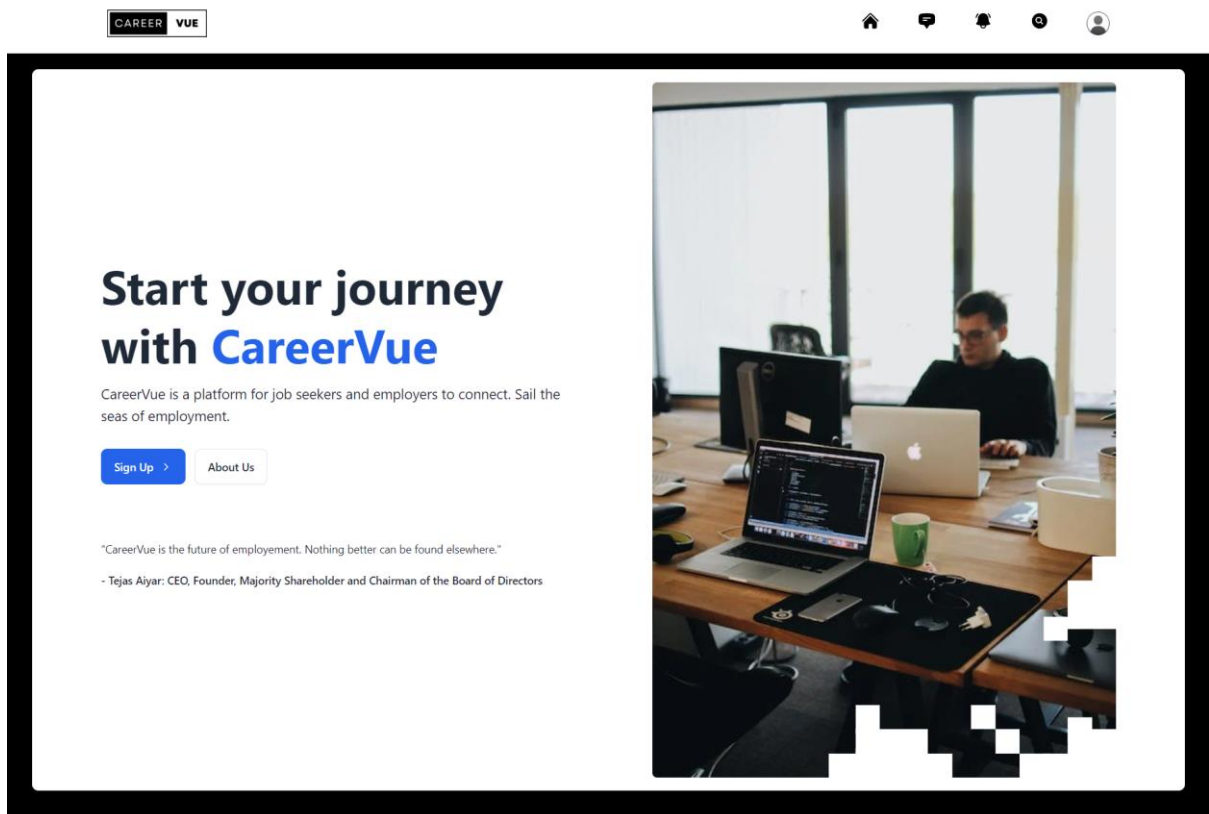 CAREER VUE
Start your journey
with CareerVue
CareerVue is a platform for job seekers and employers to connect. Sail the
seas of employment.
Sign Up >
About Us
"CareerVue is the future of employement. Nothing better can be found elsewhere."
- Tejas Aiyar: CEO, Founder, Majority Shareholder and Chairman of the Board of Directors